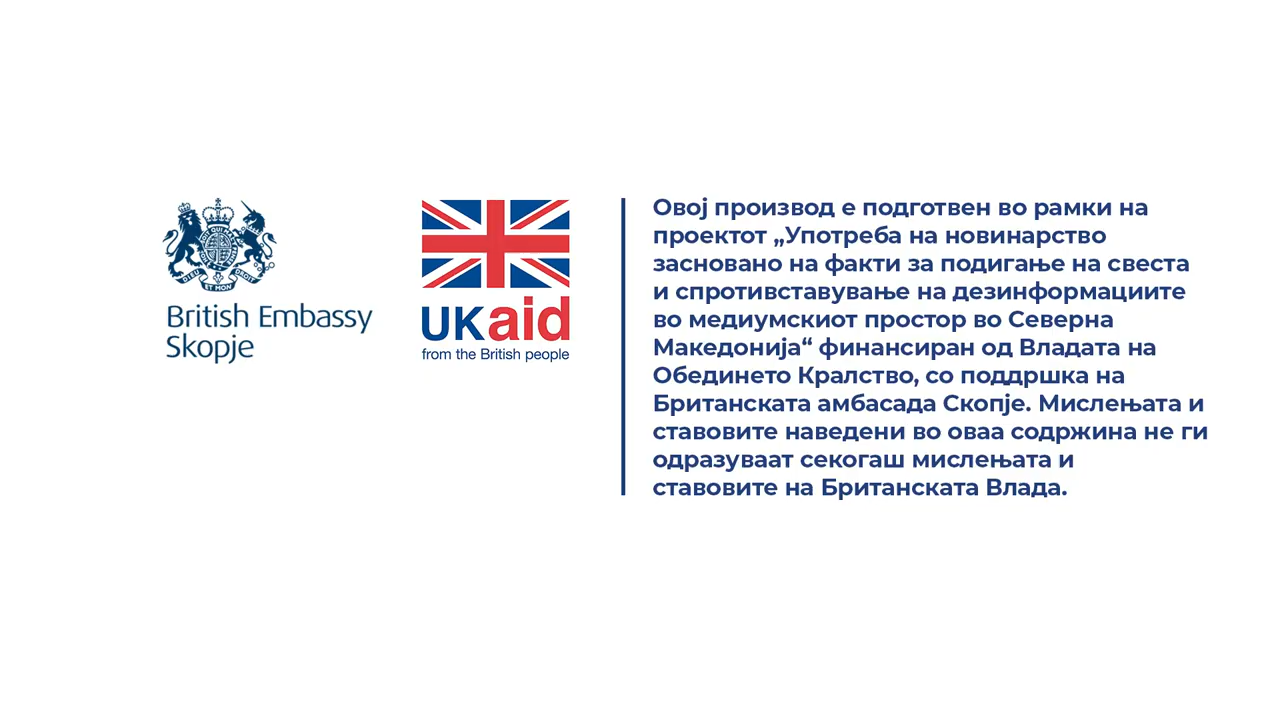 British Embassy
Skopje
UKaid
from the British people
Овој производ е подготвен во рамки на
проектот „Употреба на новинарство
засновано на факти за подигање на свеста
и спротивставување на дезинформациите
во медиумскиот простор во Северна
Македонија“ финансиран од Владата на
Обединето Кралство, со поддршка на
Британската амбасада Скопје. Мислењата и
ставовите наведени во оваа содржина не ги
одразуваат секогаш мислењата и
ставовите на Британската Влада.